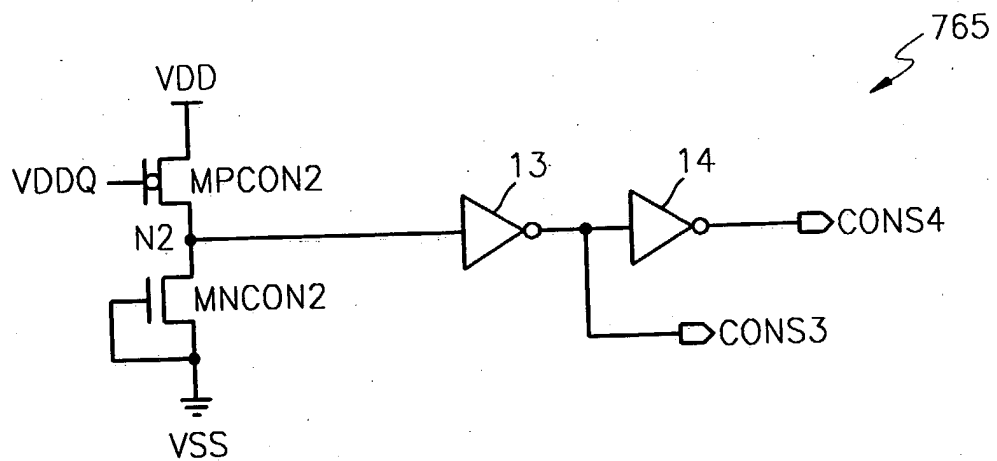 765
VDD
VDDQ
MPCON2
13
14
N2
CONS4
MNCON2
CONS3
VSS